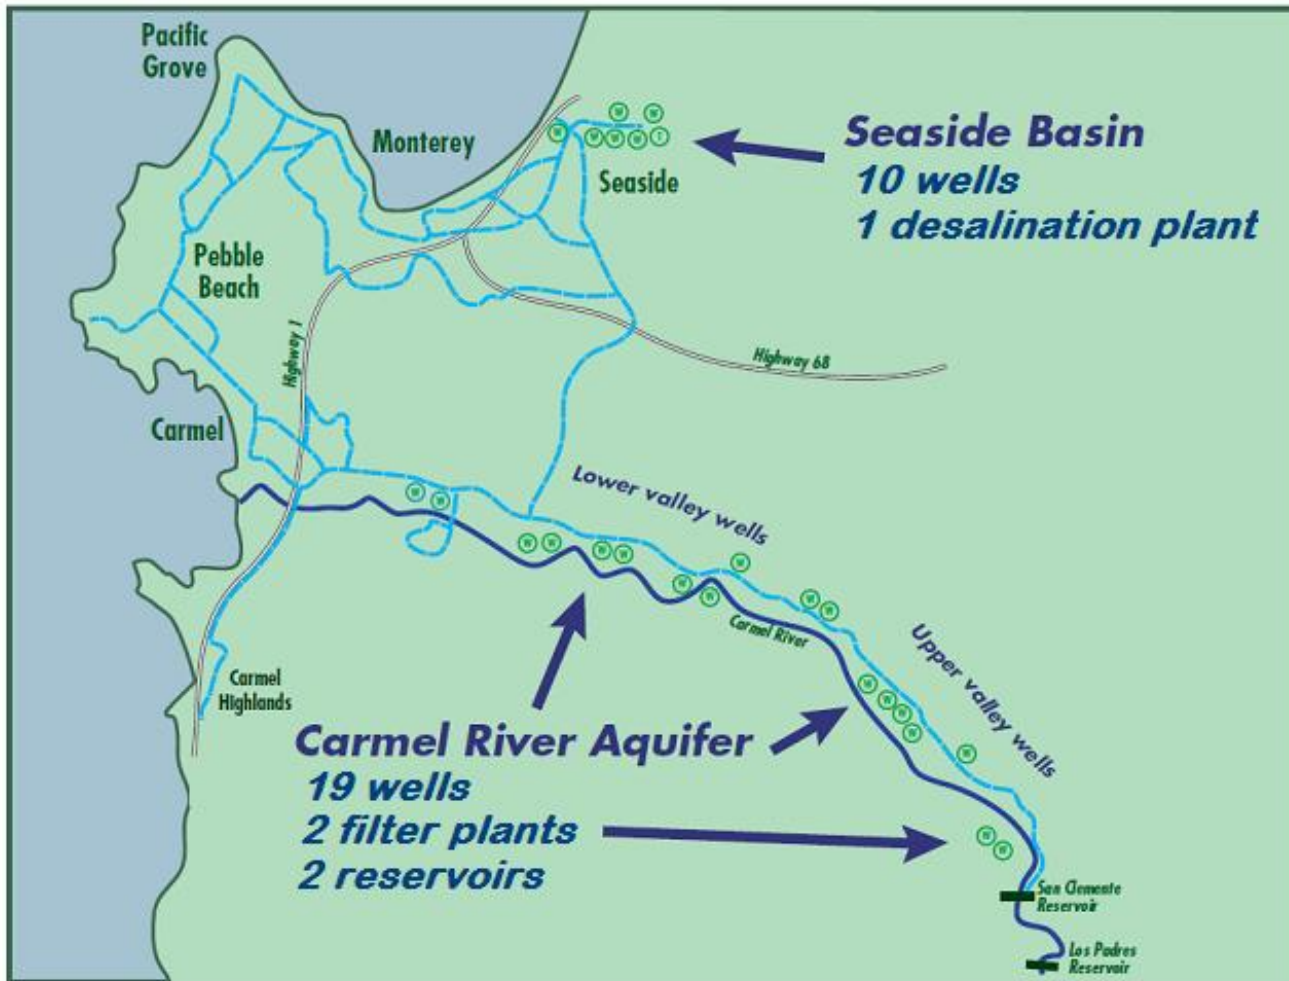 Pacific
Grove
Monterey
Seaside
Seaside Basin
10 wells
1 desalination plant
Pebble
Beach
Highway 1
Highway 68
Carmel
Lower valley wells
Carmel River
Upper valley wells
Carmel
Highlands
Carmel River Aquifer
19 wells
2 filter plants
2 reservoirs
San Clemente
Reservoir
Los Padres
Reservoir